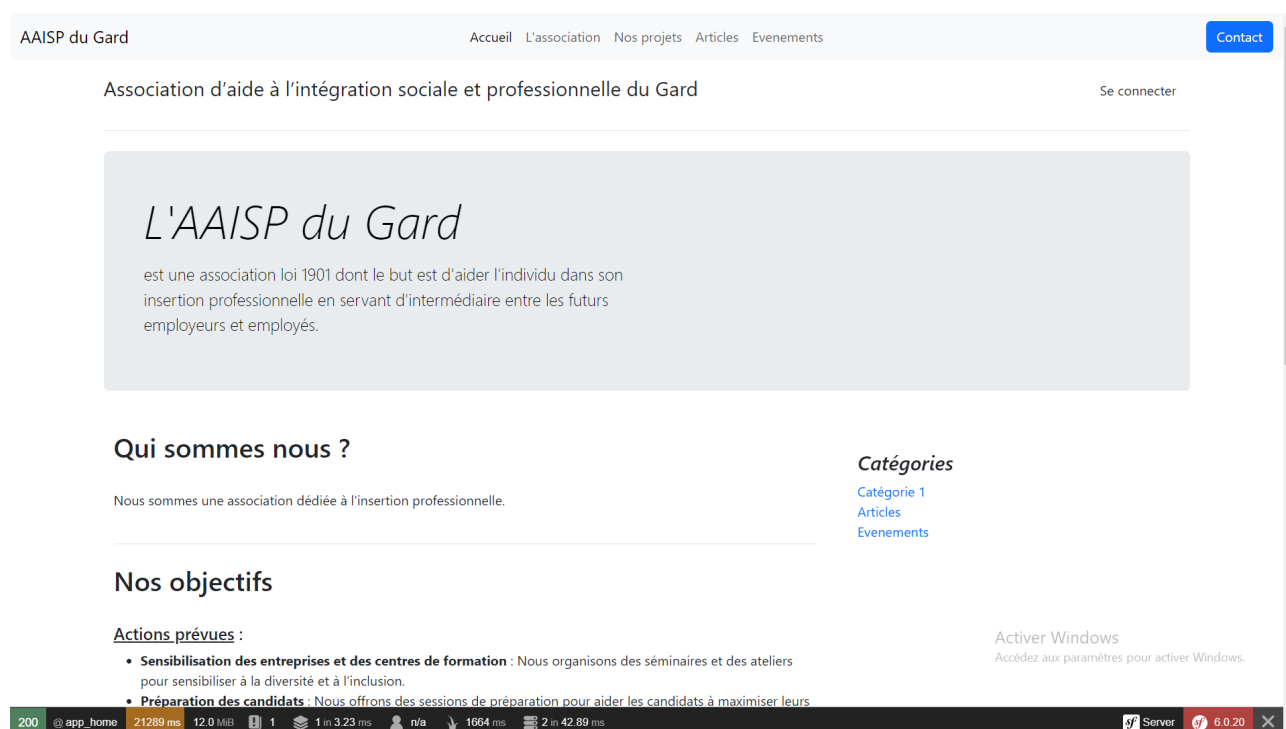 AAISP du Gard
Accueil L'association Nos projets Articles Evenements
Contact
Association d’aide à l’intégration sociale et professionnelle du Gard
Se connecter
L'AAISP du Gard
est une association loi 1901 dont le but est d'aider l'individu dans son
insertion professionnelle en servant d'intermédiaire entre les futurs
employeurs et employés.
Qui sommes nous ?
Nous sommes une association dédiée à l'insertion professionnelle.
Catégories
Catégorie 1
Articles
Evenements
Nos objectifs
Actions prévues :
• Sensibilisation des entreprises et des centres de formation : Nous organisons des séminaires et des ateliers
pour sensibiliser à la diversité et à l’inclusion.
• Préparation des candidats : Nous offrons des sessions de préparation pour aider les candidats à maximiser leurs
Activer Windows
Accédez aux paramètres pour activer Windows.
200 @ app_home 21289 ms 12.0 MiB 1 1 in 3.23 ms n/a 1664 ms 2 in 42.89 ms
sf Server sf 6.0.20